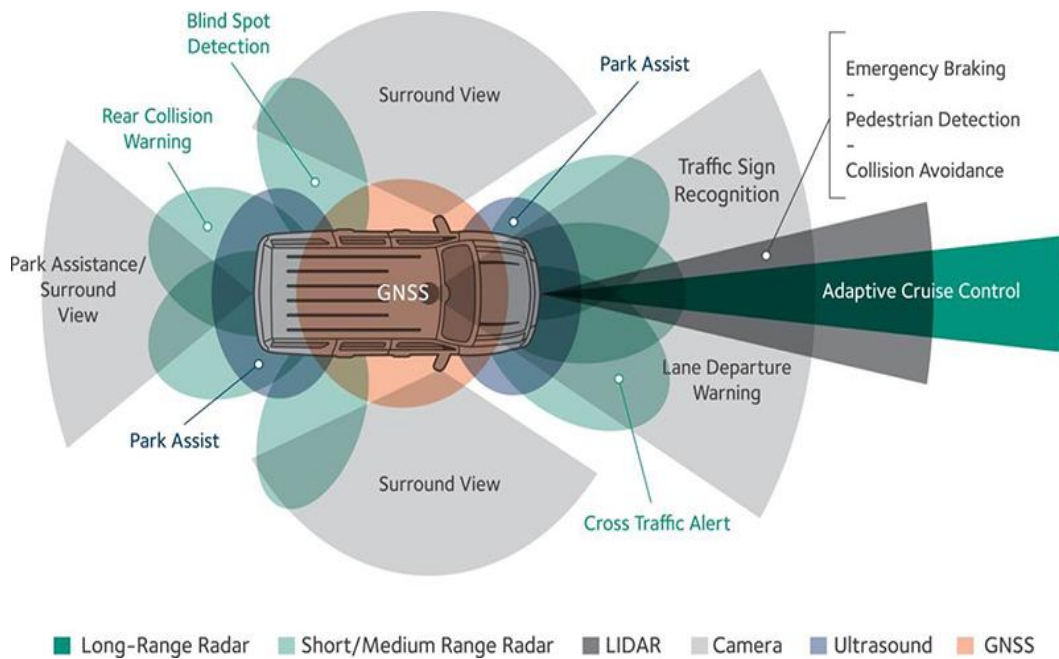 Blind Spot
Detection
Surround View
Park Assist
Emergency Braking
-
Pedestrian Detection
-
Collision Avoidance
Rear Collision
Warning
Traffic Sign
Recognition
Park Assistance/
Surround
View
GNSS
Adaptive Cruise Control
Lane Departure
Warning
Park Assist
Surround View
Cross Traffic Alert
Long-Range Radar
Short/Medium Range Radar
LIDAR
Camera
Ultrasound
GNSS